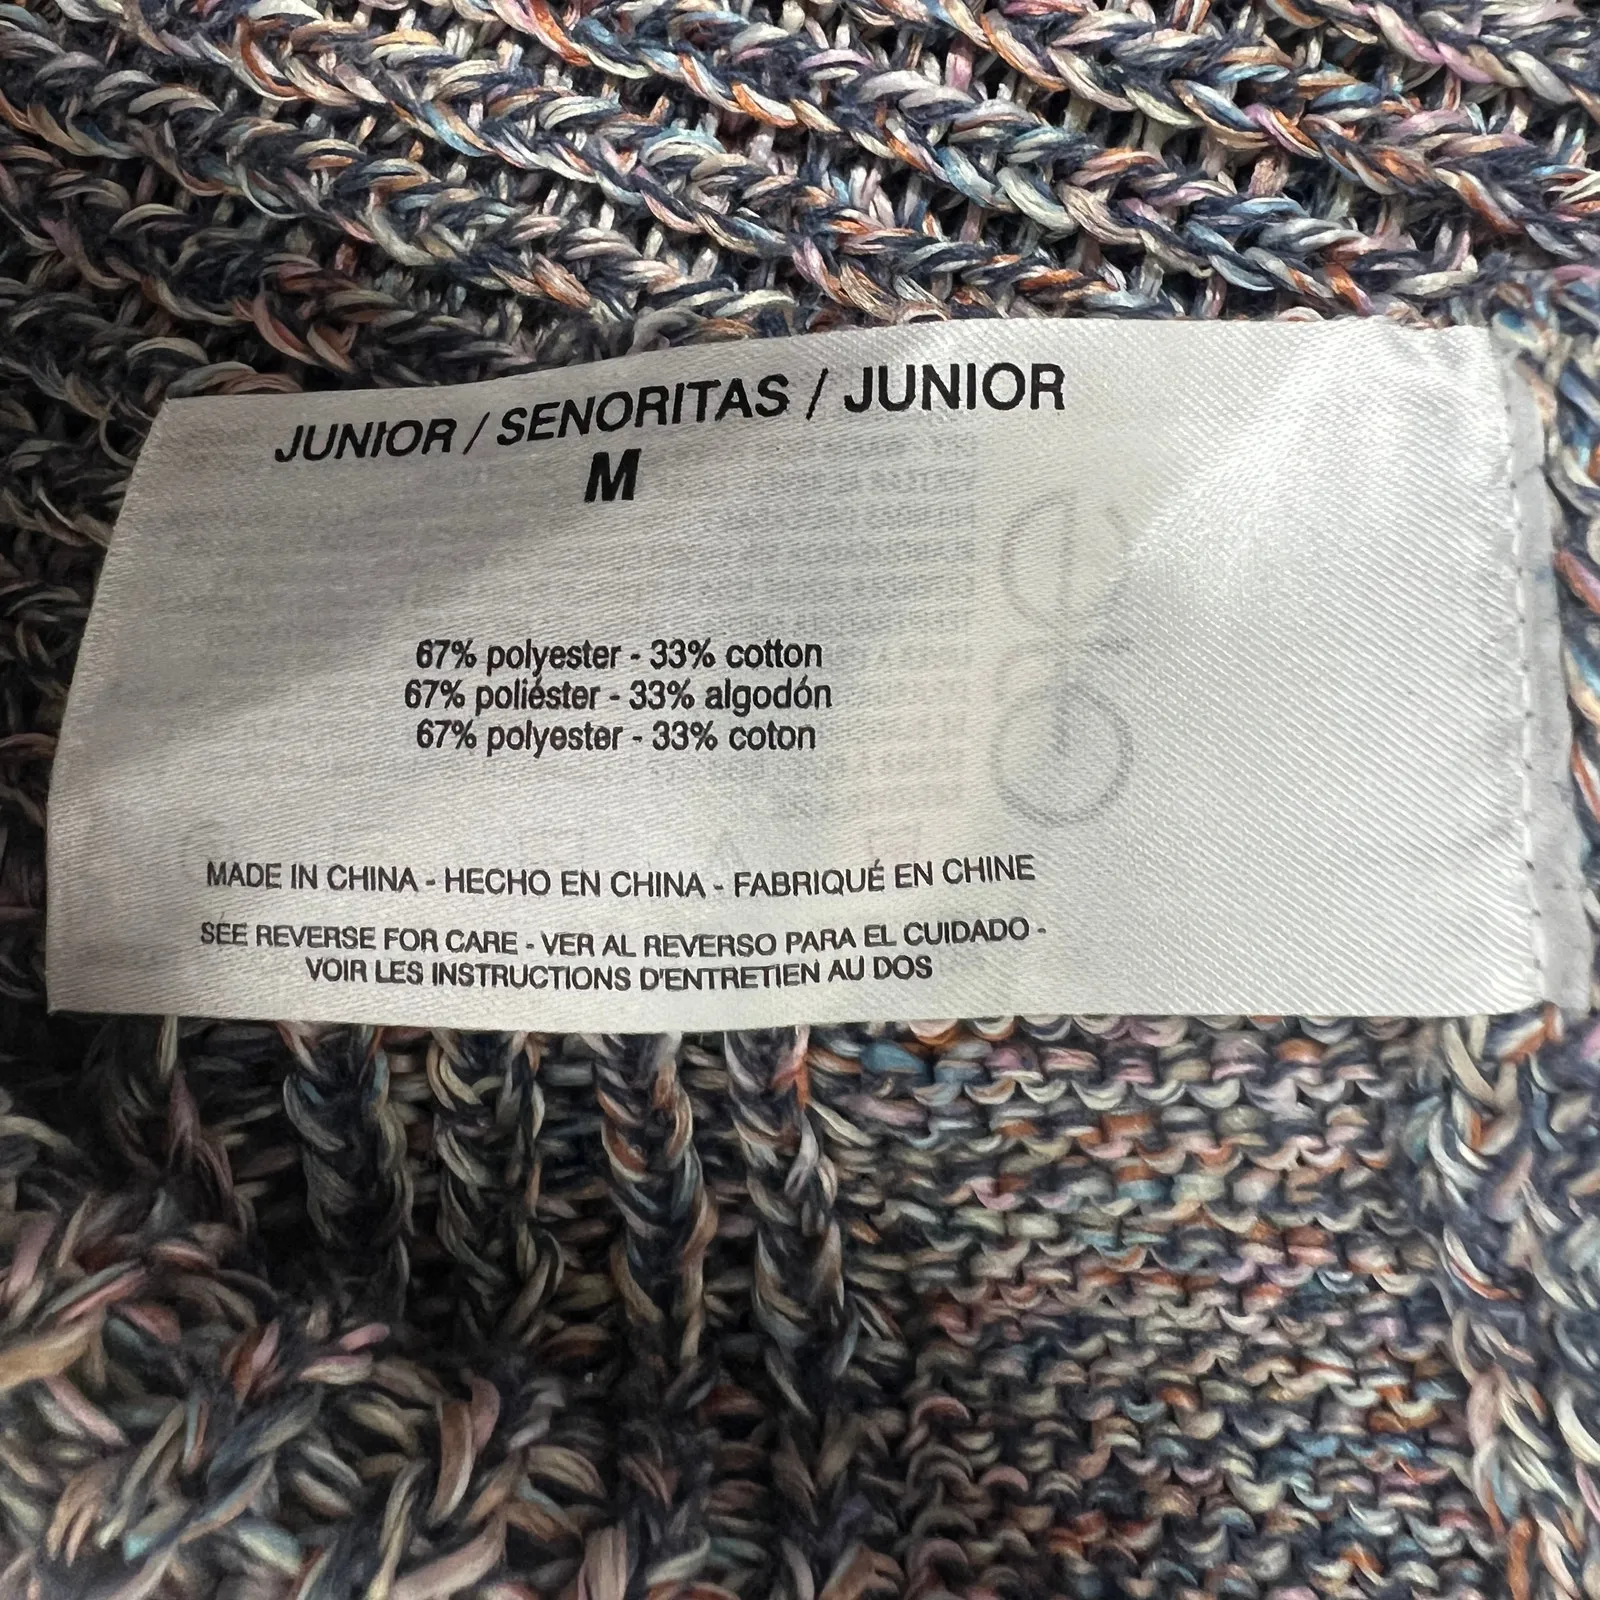 JUNIOR / SENORITAS / JUNIOR
M
67% polyester - 33% cotton
67% poliéster - 33% algodón
67% polyester - 33% coton
MADE IN CHINA - HECHO EN CHINA - FABRIQUÉ EN CHINE
SEE REVERSE FOR CARE - VER AL REVERSO PARA EL CUIDADO -
VOIR LES INSTRUCTIONS D'ENTRETIEN AU DOS